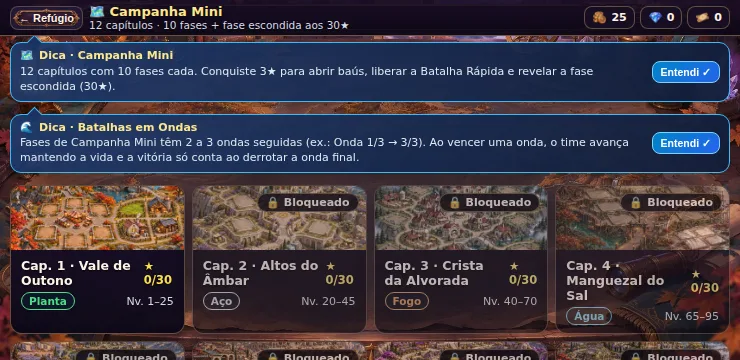 ← Refúgio
🗺️ Campanha Mini
12 capítulos · 10 fases + fase escondida aos 30★
25
0
0
🗺️ Dica · Campanha Mini
12 capítulos com 10 fases cada. Conquiste 3★ para abrir baús, liberar a Batalha Rápida e revelar a fase
escondida (30★).
Entendi ✓
🌊 Dica · Batalhas em Ondas
Fases de Campanha Mini têm 2 a 3 ondas seguidas (ex.: Onda 1/3 → 3/3). Ao vencer uma onda, o time avança
mantendo a vida e a vitória só conta ao derrotar a onda final.
Entendi ✓
Cap. 1 · Vale de
Outono
★
0/30
Planta
Nv. 1–25
🔒 Bloqueado
Cap. 2 · Altos do
Âmbar
★
0/30
Aço
Nv. 20–45
🔒 Bloqueado
Cap. 3 · Crista
da Alvorada
★
0/30
Fogo
Nv. 40–70
🔒 Bloqueado
Cap. 4 ·
Manguezal do
Sal
★
0/30
Água
Nv. 65–95
🔒 Bloqueado
🔒 Bloqueado
🔒 Bloqueado
🔒 Bloqueado